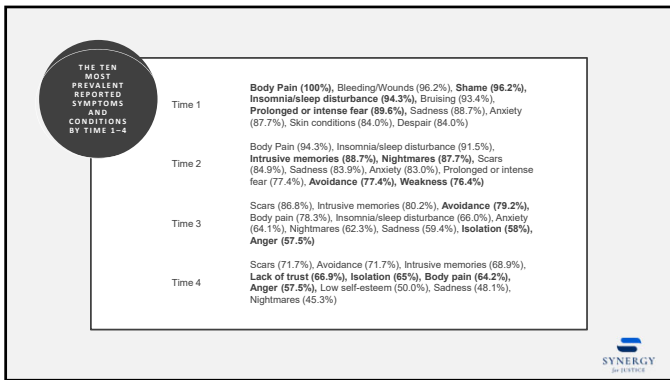 THE TEN
MOST
PREVALENT
REPORTED
SYMPTOMS
AND
CONDITIONS
BY TIME 1–4
Time 1
Body Pain (100%), Bleeding/Wounds (96.2%), Shame (96.2%),
Insomnia/sleep disturbance (94.3%), Bruising (93.4%),
Prolonged or intense fear (89.6%), Sadness (88.7%), Anxiety
(87.7%), Skin conditions (84.0%), Despair (84.0%)
Time 2
Body Pain (94.3%), Insomnia/sleep disturbance (91.5%),
Intrusive memories (88.7%), Nightmares (87.7%), Scars
(84.9%), Sadness (83.9%), Anxiety (83.0%), Prolonged or intense
fear (77.4%), Avoidance (77.4%), Weakness (76.4%)
Time 3
Scars (86.8%), Intrusive memories (80.2%), Avoidance (79.2%),
Body pain (78.3%), Insomnia/sleep disturbance (66.0%), Anxiety
(64.1%), Nightmares (62.3%), Sadness (59.4%), Isolation (58%),
Anger (57.5%)
Time 4
Scars (71.7%), Avoidance (71.7%), Intrusive memories (68.9%),
Lack of trust (66.9%), Isolation (65%), Body pain (64.2%),
Anger (57.5%), Low self-esteem (50.0%), Sadness (48.1%),
Nightmares (45.3%)
SYNERGY
for JUSTICE